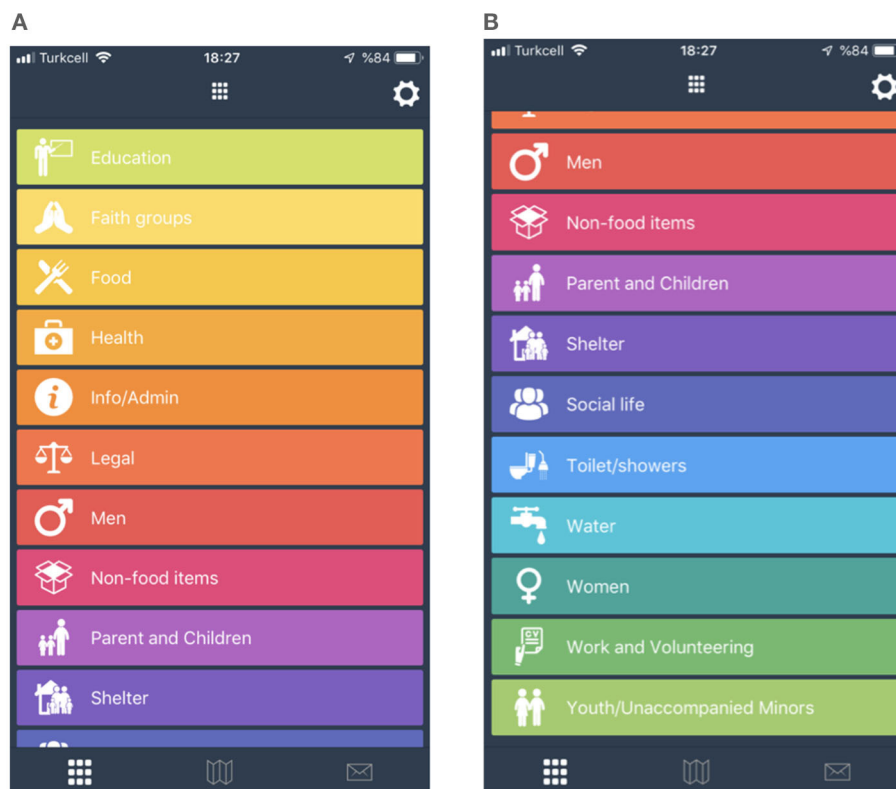 A
Turkcell 18:27 %84
Education
Faith groups
Food
Health
Info/Admin
Legal
Men
Non-food items
Parent and Children
Shelter
B
Turkcell 18:27 %84
Men
Non-food items
Parent and Children
Shelter
Social life
Toilet/showers
Water
Women
CV
Work and Volunteering
Youth/Unaccompanied Minors